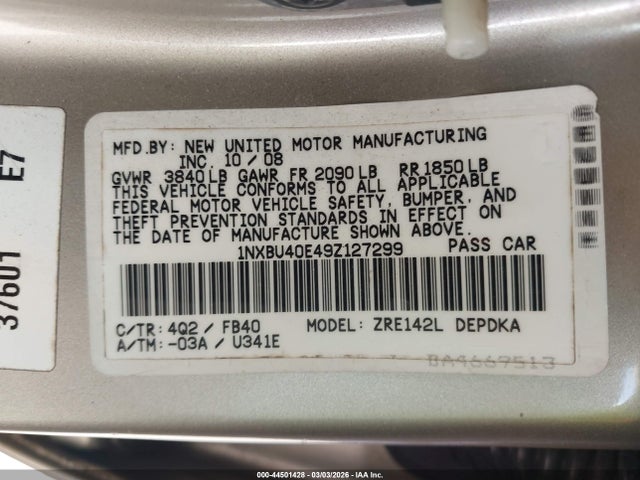 MFD.BY: NEW UNITED MOTOR MANUFACTURING
INC. 10 / 08
GVWR 3840 LB GAWR FR 2090 LB RR 1850 LB
THIS VEHICLE CONFORMS TO ALL APPLICABLE
FEDERAL MOTOR VEHICLE SAFETY, BUMPER, AND
THEFT PREVENTION STANDARDS IN EFFECT ON
THE DATE OF MANUFACTURE SHOWN ABOVE.
1NXBU40E49Z127299 PASS CAR
C/TR: 4Q2 / FB40 MODEL: ZRE142L DEPDKA
A/TM: -03A / U341E
BA4667513
37601 E7
000-44501428 - 03/03/2026 - IAA Inc.